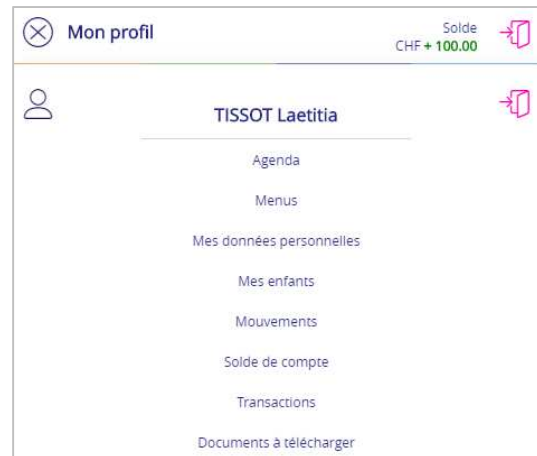 Mon profil
Solde
CHF + 100.00
TISSOT Laetitia
Agenda
Menus
Mes données personnelles
Mes enfants
Mouvements
Solde de compte
Transactions
Documents à télécharger